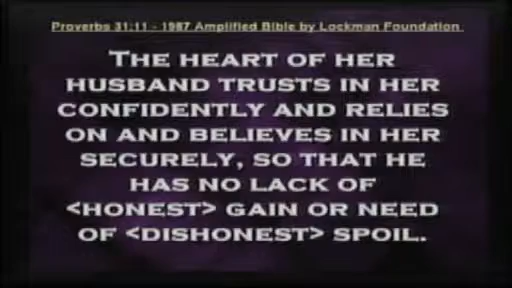 Proverbs 31:11 - 1987 Amplified Bible by Lockman Foundation
THE HEART OF HER
HUSBAND TRUSTS IN HER
CONFIDENTLY AND RELIES
ON AND BELIEVES IN HER
SECURELY, SO THAT HE
HAS NO LACK OF
<HONEST> GAIN OR NEED
OF <DISHONEST> SPOIL.